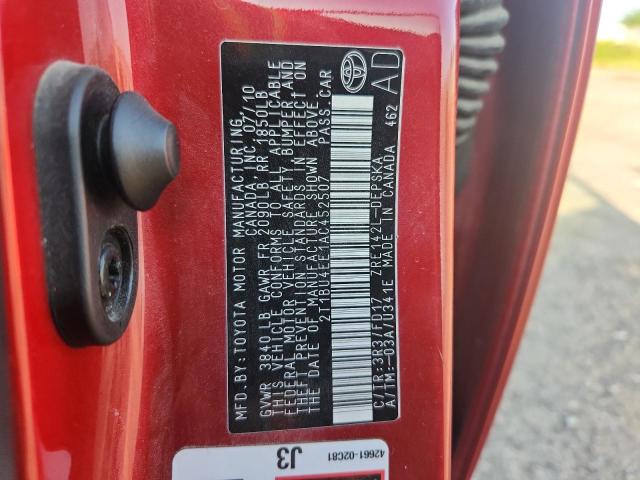 MFD.BY:TOYOTA MOTOR MANUFACTURING
CANADA, INC. 07/10
GVWR 3840LB GAWR FR 2090LB RR 1850LB
THIS VEHICLE CONFORMS TO ALL APPLICABLE
FEDERAL MOTOR VEHICLE SAFETY, BUMPER, AND
THEFT PREVENTION STANDARDS IN EFFECT ON
THE DATE OF MANUFACTURE SHOWN ABOVE.
2T1BU4EE1AC452507 PASS.CAR
AD
C/TR:3R3/FD17 ZRE142L-DEPSKA
A/TM:-03A/U341E MADE IN CANADA 462
42661-02C81
J3